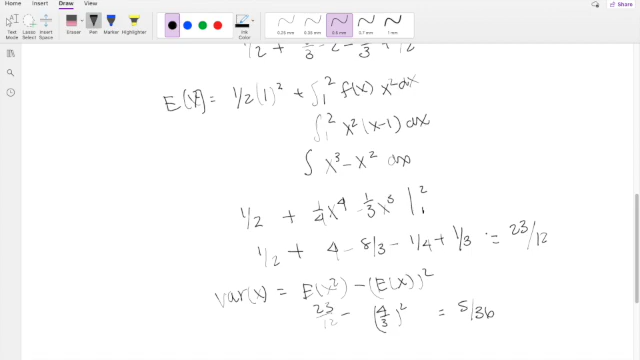 Home Insert Draw View
Text Mode Lasso Select Insert Space Eraser Pen Marker Highlighter 0.25 mm 0.35 mm 0.5 mm 0.7 mm 1 mm Ink Color
E(X²) = 1/2 (1)² + ∫₁² f(x) x² dx
∫₁² x² (x-1) dx
∫ x³ - x² dx
1/2 + 1/4 x⁴ - 1/3 x³ |₁²
1/2 + 4 - 8/3 - 1/4 + 1/3 = 23/12
var(x) = E(x²) - (E(x))²
23/12 - (4/3)² = 5/36